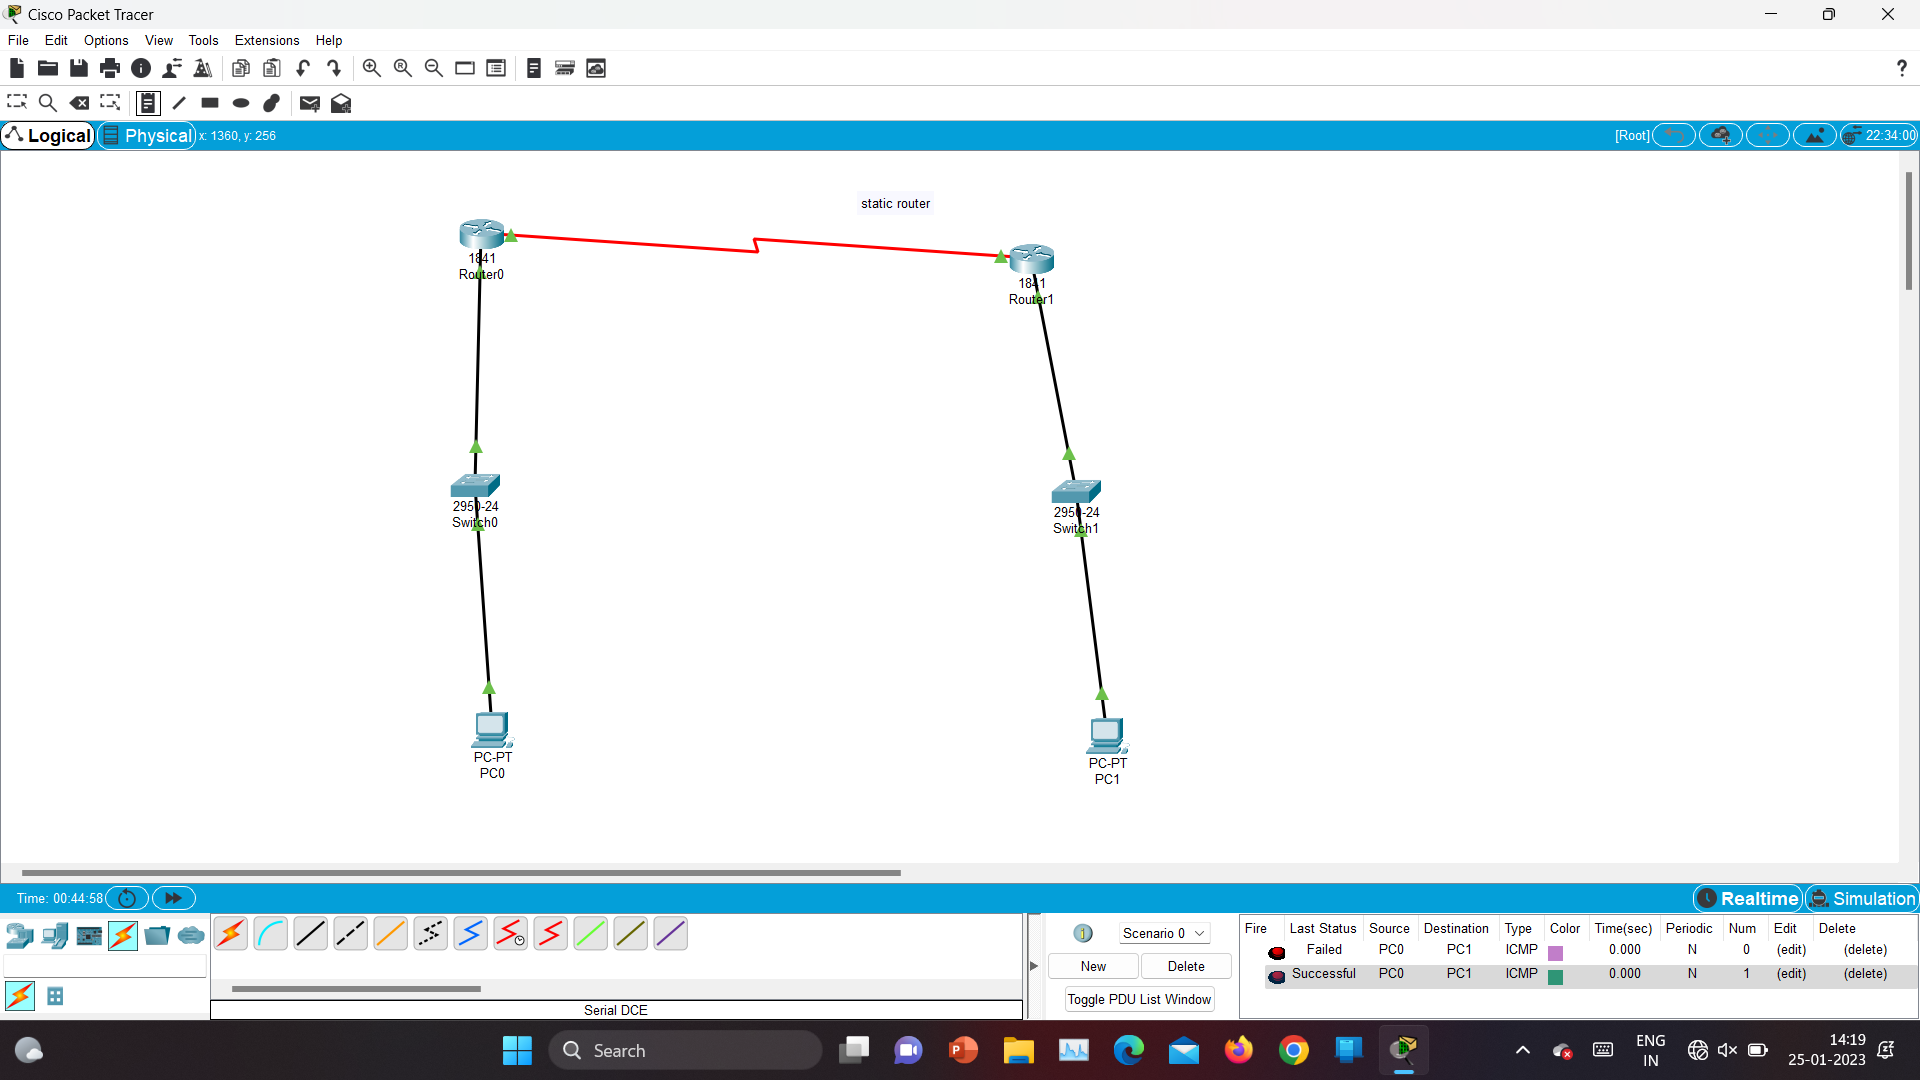 Cisco Packet Tracer
File Edit Options View Tools Extensions Help
?
Logical Physical x: 1360, y: 256 [Root] 22:34:00
static router
1841
Router0
1841
Router1
2950-24
Switch0
2950-24
Switch1
PC-PT
PC0
PC-PT
PC1
Time: 00:44:58 Realtime Simulation
Scenario 0
New Delete
Toggle PDU List Window
Serial DCE
Fire Last Status Source Destination Type Color Time(sec) Periodic Num Edit Delete
Failed PC0 PC1 ICMP 0.000 N 0 (edit) (delete)
Successful PC0 PC1 ICMP 0.000 N 1 (edit) (delete)
Search
ENG
IN
14:19
25-01-2023